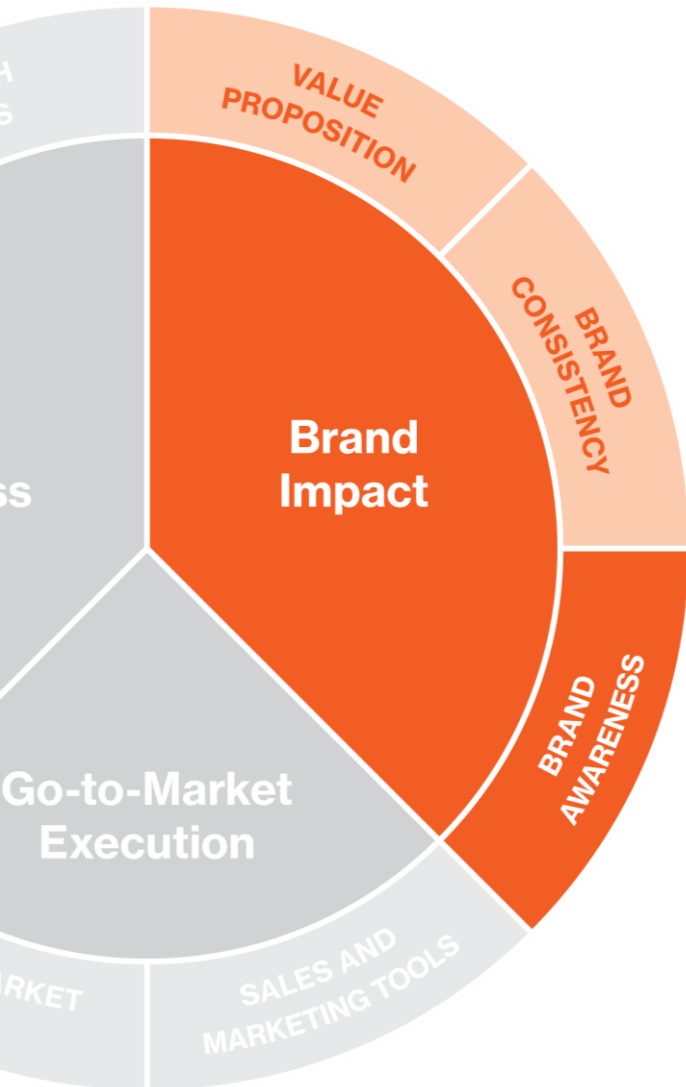 VALUE
PROPOSITION
BRAND
CONSISTENCY
Brand
Impact
BRAND
AWARENESS
Go-to-Market
Execution
SALES AND
MARKETING TOOLS